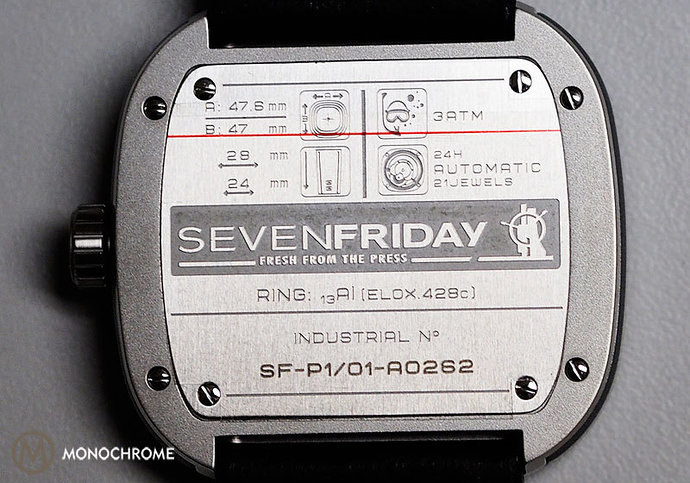 A: 47.6 mm
B: 47 mm
28 mm
24 mm
A
B
3ATM
24H
AUTOMATIC
21JEWELS
SEVENFRIDAY
FRESH FROM THE PRESS
RING: ₁₃Al (ELOX.428c)
INDUSTRIAL Nº
SF-P1/01-A0262
M MONOCHROME